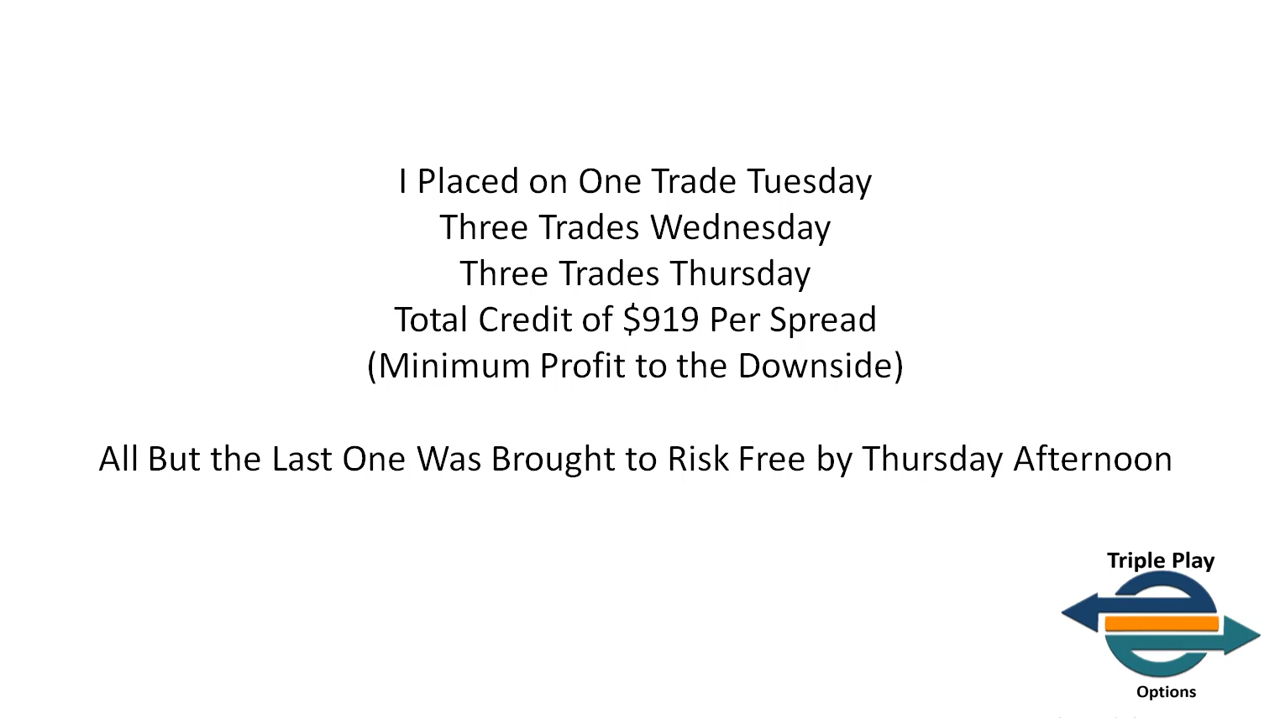 I Placed on One Trade Tuesday
Three Trades Wednesday
Three Trades Thursday
Total Credit of $919 Per Spread
(Minimum Profit to the Downside)
All But the Last One Was Brought to Risk Free by Thursday Afternoon
Triple Play
Options